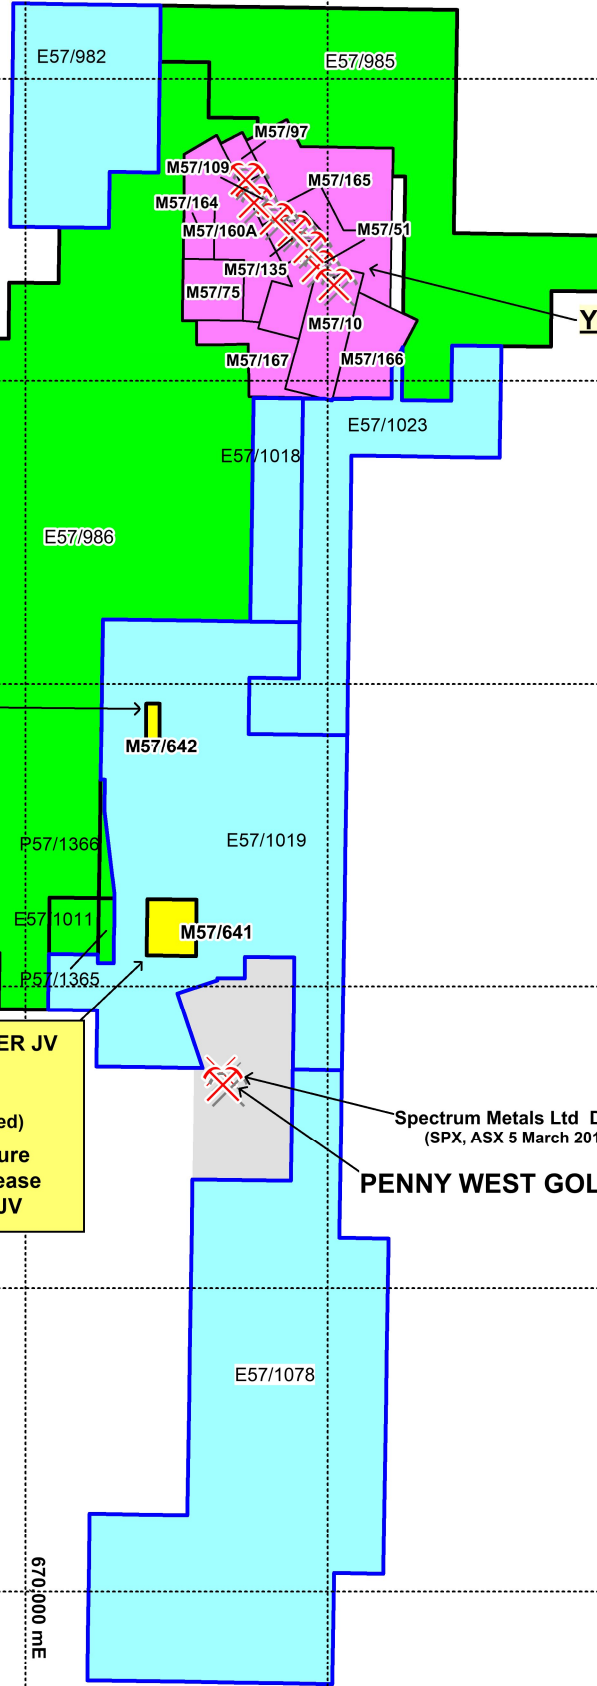 E57/982
E57/985
M57/97
M57/109
M57/165
M57/164
M57/160A
M57/51
M57/135
M57/75
Y
M57/10
M57/167
M57/166
E57/1023
E57/1018
E57/986
M57/642
P57/1366
E57/1019
E57/1011
M57/641
P57/1365
ER JV
ed)
ure
ease
JV
Spectrum Metals Ltd D
(SPX, ASX 5 March 201
PENNY WEST GOL
E57/1078
670,000 mE